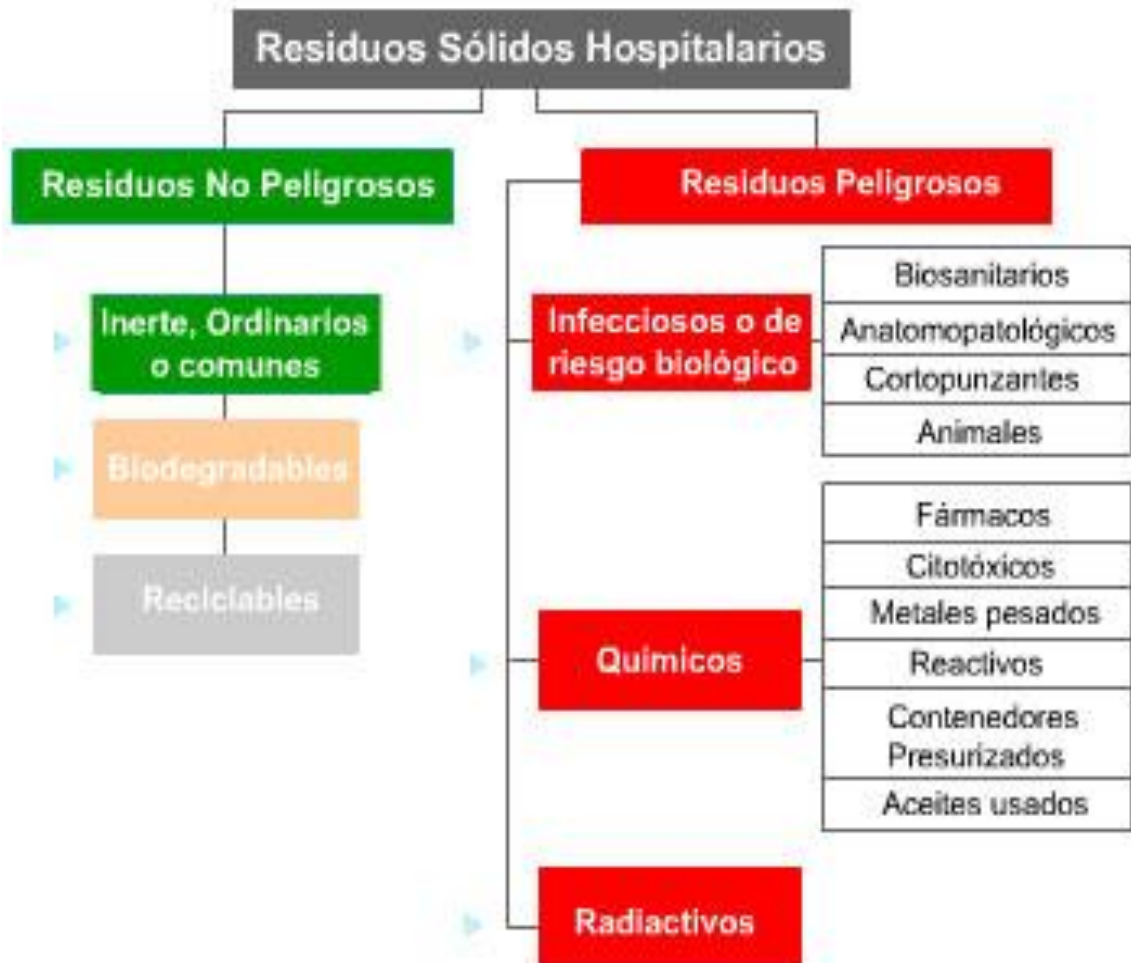 Residuos Sólidos Hospitalarios
Residuos No Peligrosos
Inerte, Ordinarios
o comunes
Biodegradables
Reciclables
Residuos Peligrosos
Infecciosos o de
riesgo biológico
Biosanitarios
Anatomopatológicos
Cortopunzantes
Animales
Quimicos
Fármacos
Citotóxicos
Metales pesados
Reactivos
Contenedores
Presurizados
Aceites usados
Radiactivos